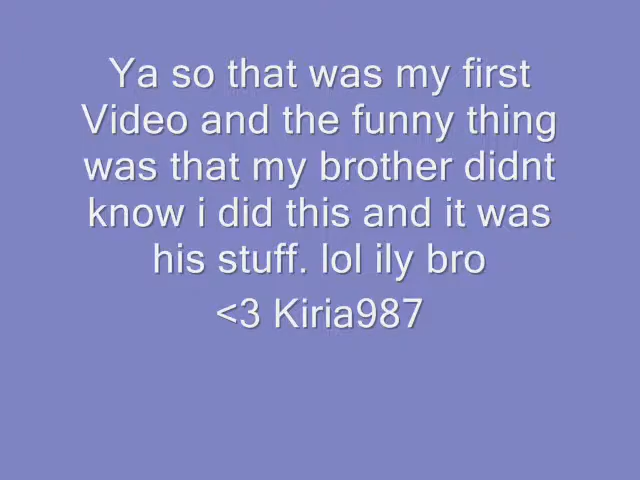 Ya so that was my first
Video and the funny thing
was that my brother didnt
know i did this and it was
his stuff. lol ily bro
<3 Kiria987